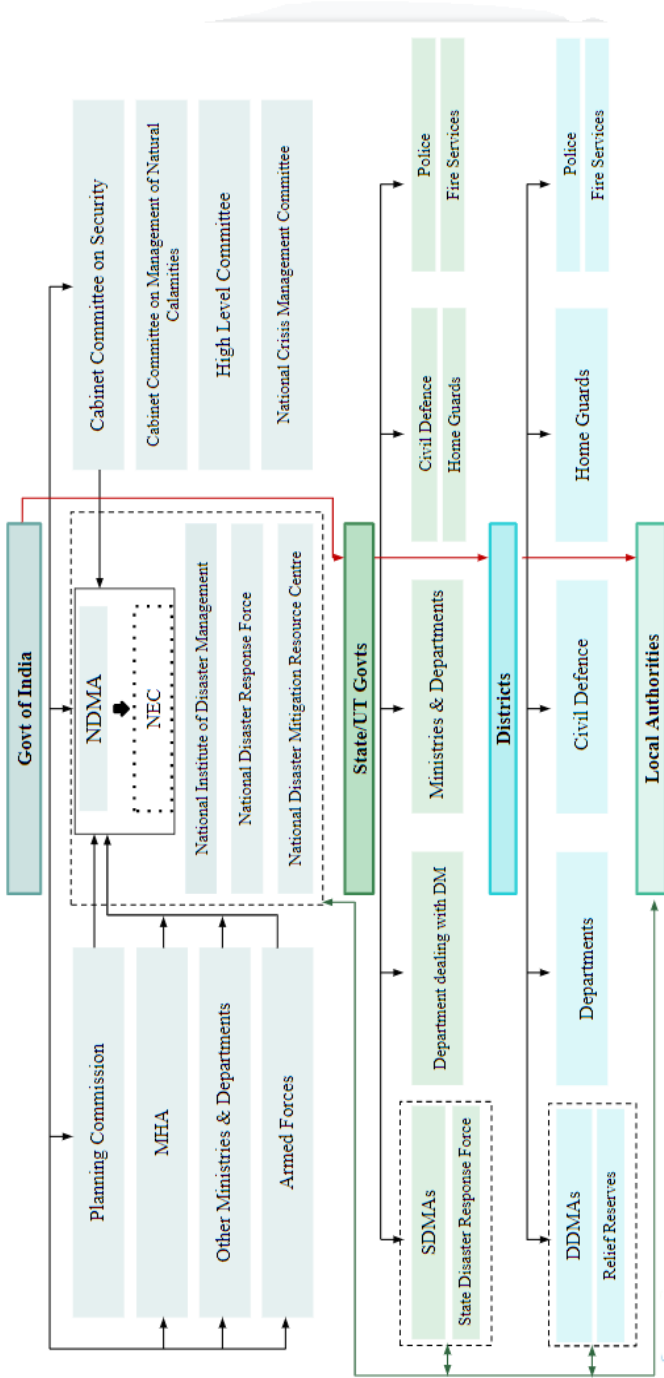 Govt of India
Planning Commission
MHA
Other Ministries & Departments
Armed Forces
NDMA
NEC
National Institute of Disaster Management
National Disaster Response Force
National Disaster Mitigation Resource Centre
Cabinet Committee on Security
Cabinet Committee on Management of Natural
Calamities
High Level Committee
National Crisis Management Committee
State/UT Govts
SDMAs
State Disaster Response Force
Department dealing with DM
Ministries & Departments
Civil Defence
Home Guards
Police
Fire Services
Districts
DDMAs
Relief Reserves
Departments
Civil Defence
Home Guards
Police
Fire Services
Local Authorities